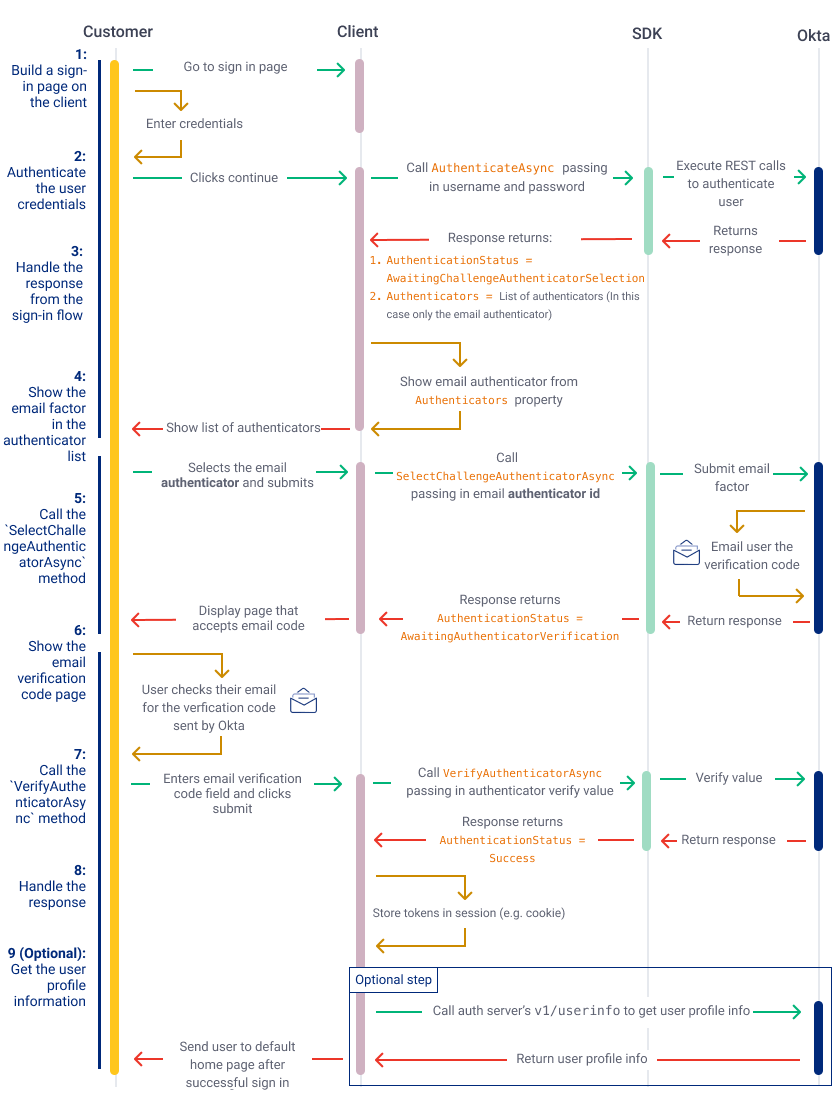 Customer
Client
SDK
Okta
1:
Build a sign-
in page on
the client
Go to sign in page
Enter credentials
2:
Authenticate
the user
credentials
Clicks continue
Call AuthenticateAsync passing
in username and password
Execute REST calls
to authenticate
user
3:
Handle the
response
from the
sign-in flow
Response returns:
Returns
response
1. AuthenticationStatus =
AwaitingChallengeAuthenticatorSelection
2. Authenticators = List of authenticators (In this
case only the email authenticator)
4:
Show the
email factor
in the
authenticator
list
Show email authenticator from
Authenticators property
Show list of authenticators
Selects the email
authenticator and submits
Call
SelectChallengeAuthenticatorAsync
passing in email authenticator id
Submit email
factor
5:
Call the
`SelectChalle
ngeAuthentic
atorAsync`
method
Email user the
verification code
Display page that
accepts email code
Response returns
AuthenticationStatus =
AwaitingAuthenticatorVerification
Return response
6:
Show the
email
verification
code page
User checks their email
for the verfication code
sent by Okta
7:
Call the
`VerifyAuthe
nticatorAsy
nc` method
Enters email verification
code field and clicks
submit
Call VerifyAuthenticatorAsync
passing in authenticator verify value
Verify value
Response returns
AuthenticationStatus =
Success
Return response
8:
Handle the
response
Store tokens in session (e.g. cookie)
9 (Optional):
Get the user
profile
information
Optional step
Call auth server's v1/userinfo to get user profile info
Send user to default
home page after
successful sign in
Return user profile info